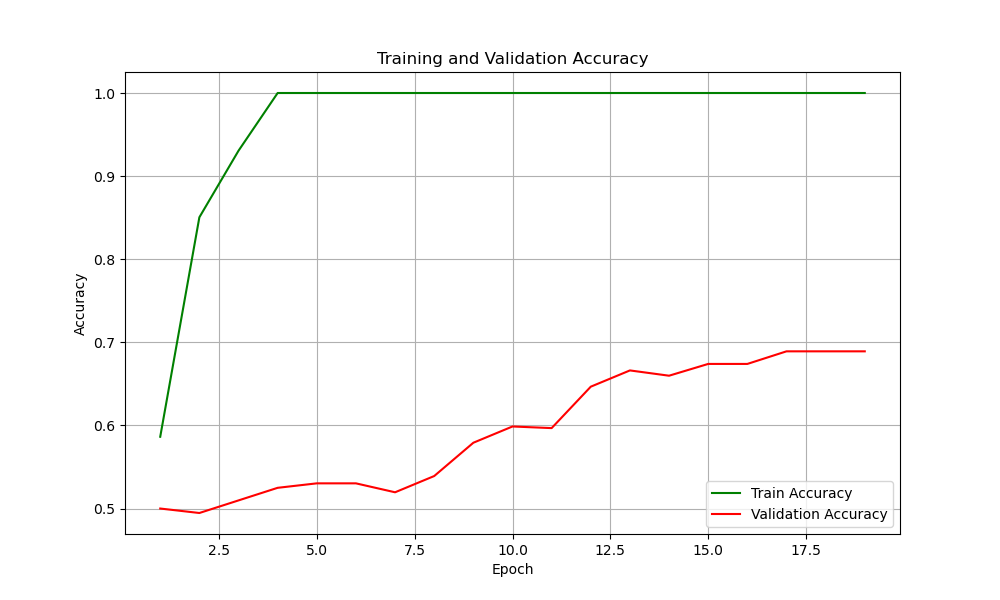 Training and Validation Accuracy
1.0
0.9
0.8
0.7
0.6
0.5
Accuracy
2.5 5.0 7.5 10.0 12.5 15.0 17.5
Epoch
Train Accuracy
Validation Accuracy